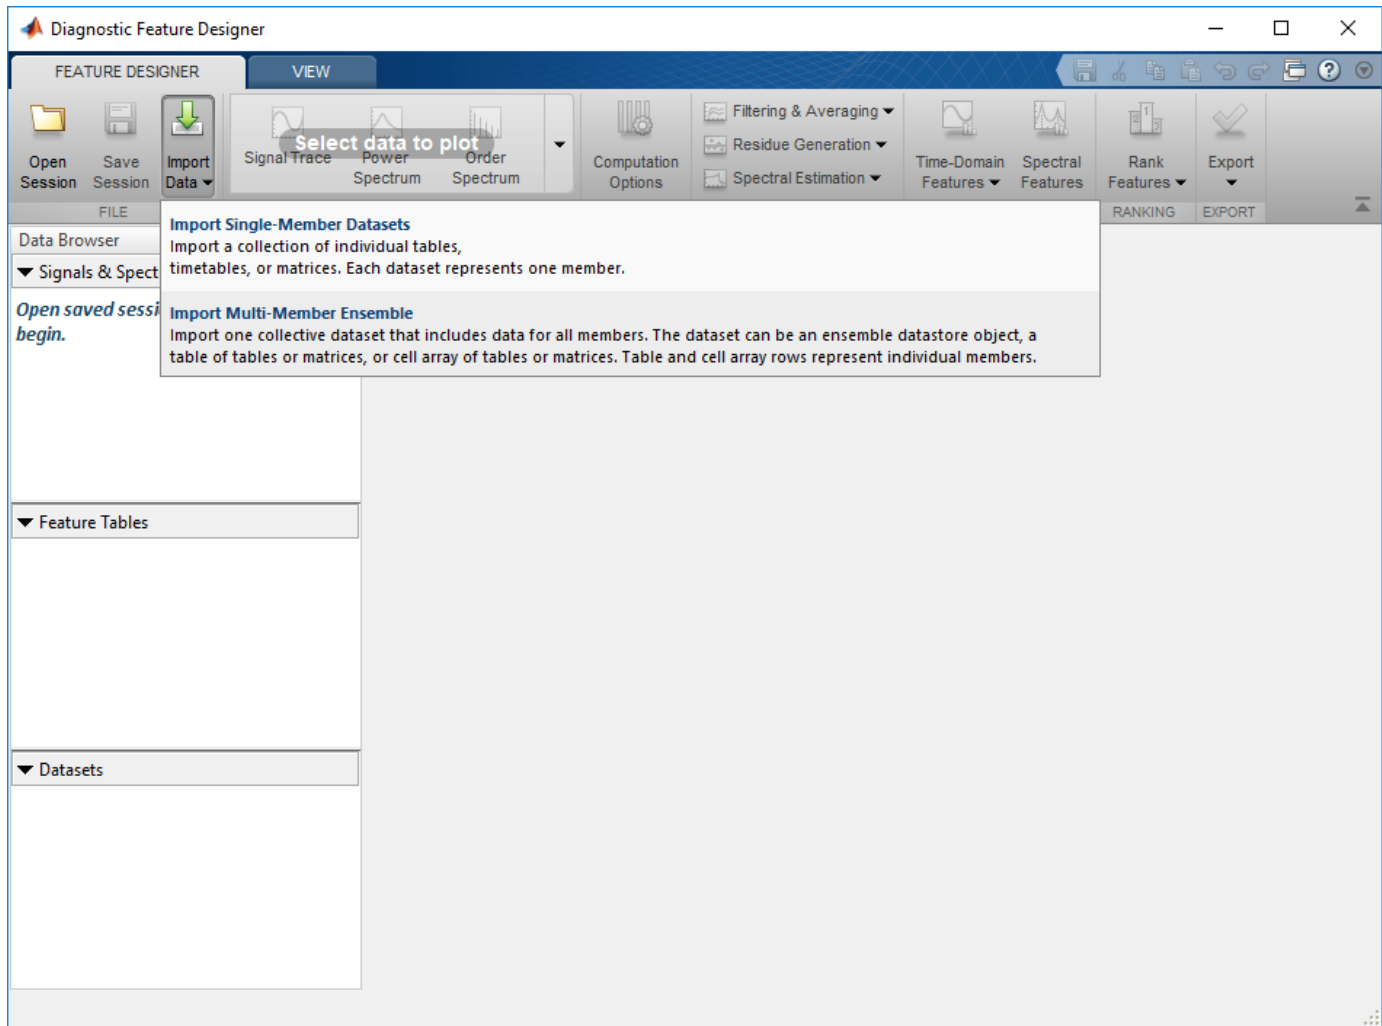 Diagnostic Feature Designer
FEATURE DESIGNER
VIEW
Open Session
Save Session
Import Data
Select data to plot
Signal Trace
Power Spectrum
Order Spectrum
Computation Options
Filtering & Averaging
Residue Generation
Spectral Estimation
Time-Domain Features
Spectral Features
Rank Features
Export
FILE
RANKING
EXPORT
Data Browser
Signals & Spect
Open saved sessi
begin.
Import Single-Member Datasets
Import a collection of individual tables,
timetables, or matrices. Each dataset represents one member.
Import Multi-Member Ensemble
Import one collective dataset that includes data for all members. The dataset can be an ensemble datastore object, a
table of tables or matrices, or cell array of tables or matrices. Table and cell array rows represent individual members.
Feature Tables
Datasets